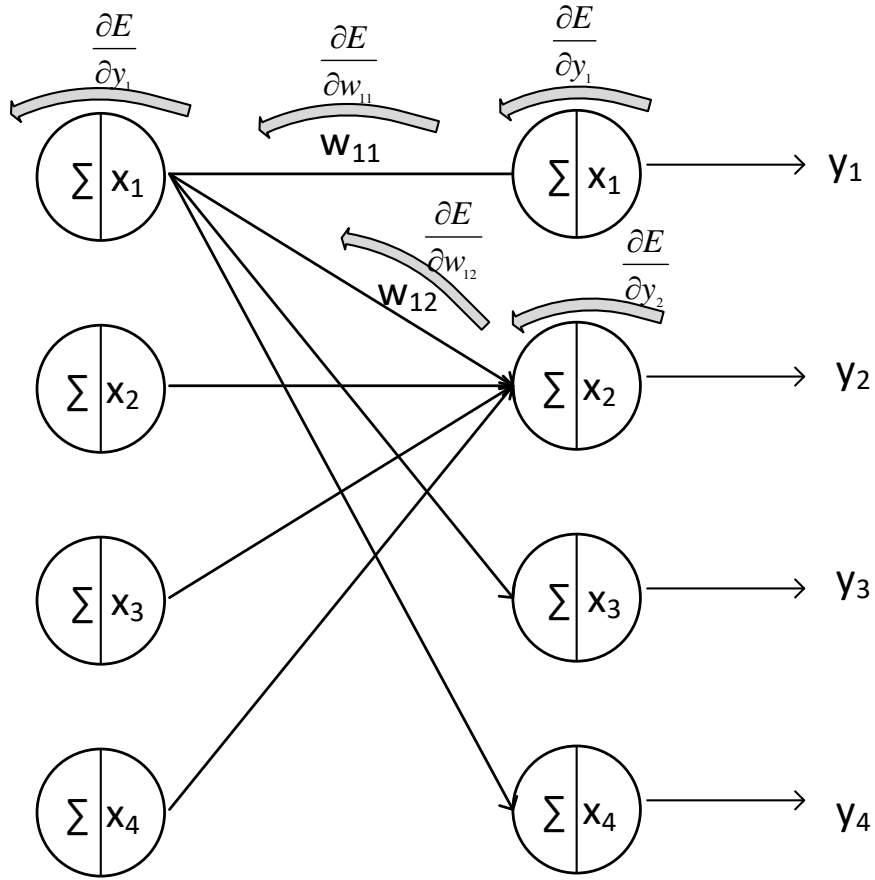 ∂E/∂y₁
∂E/∂w₁₁
∂E/∂y₁
w₁₁
∑ x₁
∑ x₁
y₁
∂E/∂w₁₂
∂E/∂y₂
w₁₂
∑ x₂
∑ x₂
y₂
∑ x₃
∑ x₃
y₃
∑ x₄
∑ x₄
y₄